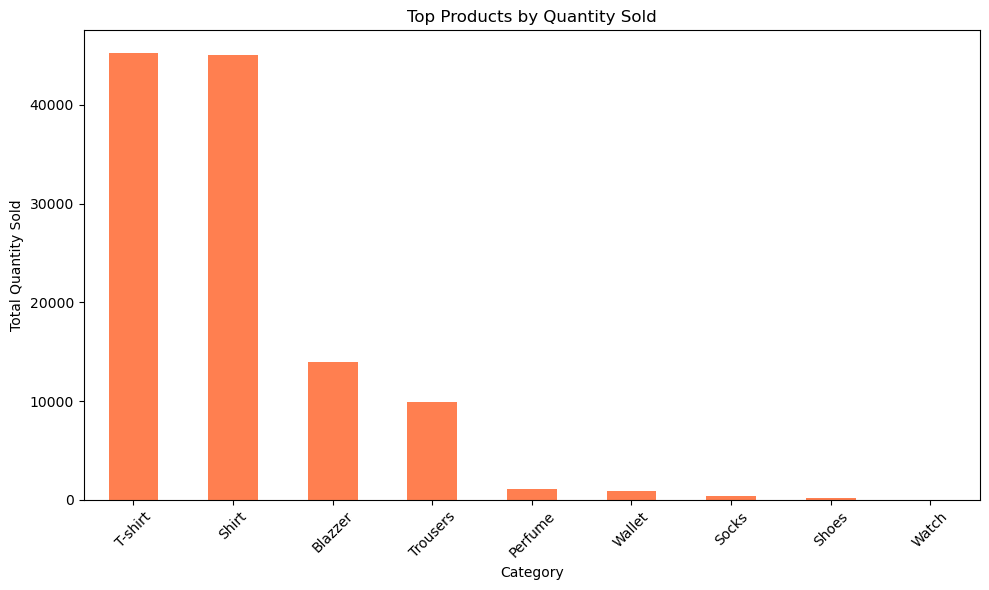 Top Products by Quantity Sold
Total Quantity Sold
40000
30000
20000
10000
0
T-shirt
Shirt
Blazzer
Trousers
Perfume
Wallet
Socks
Shoes
Watch
Category